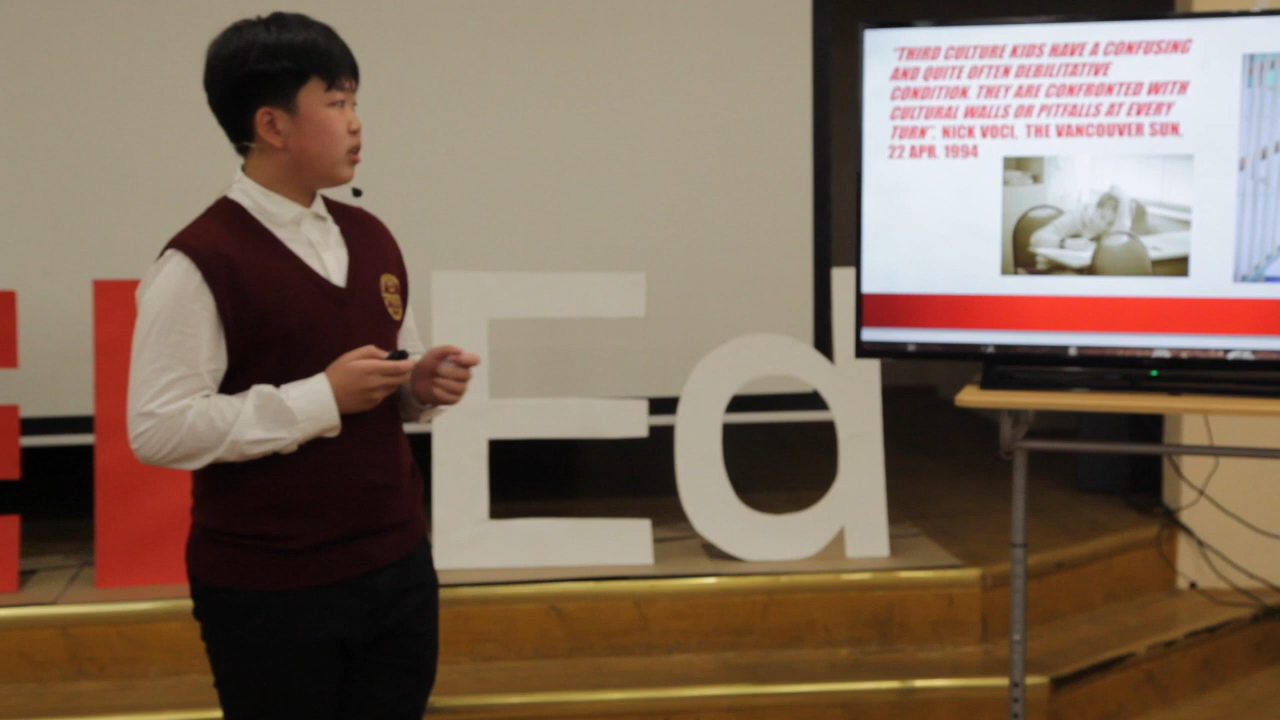 "THIRD CULTURE KIDS HAVE A CONFUSING
AND QUITE OFTEN DEBILITATIVE
CONDITION. THEY ARE CONFRONTED WITH
CULTURAL WALLS OR PITFALLS AT EVERY
TURN". NICK VOCI, THE VANCOUVER SUN,
22 APR. 1994
Ed